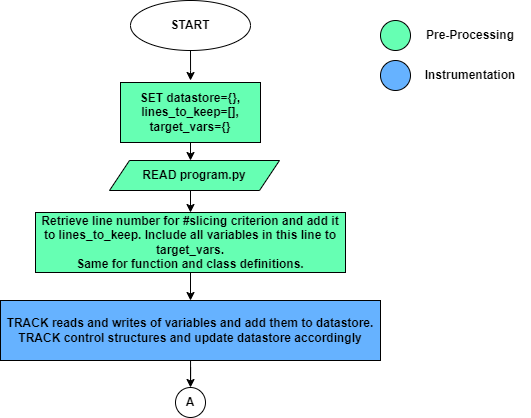 START
Pre-Processing
Instrumentation
SET datastore={},
lines_to_keep=[],
target_vars={}
READ program.py
Retrieve line number for #slicing criterion and add it
to lines_to_keep. Include all variables in this line to
target_vars.
Same for function and class definitions.
TRACK reads and writes of variables and add them to datastore.
TRACK control structures and update datastore accordingly
A